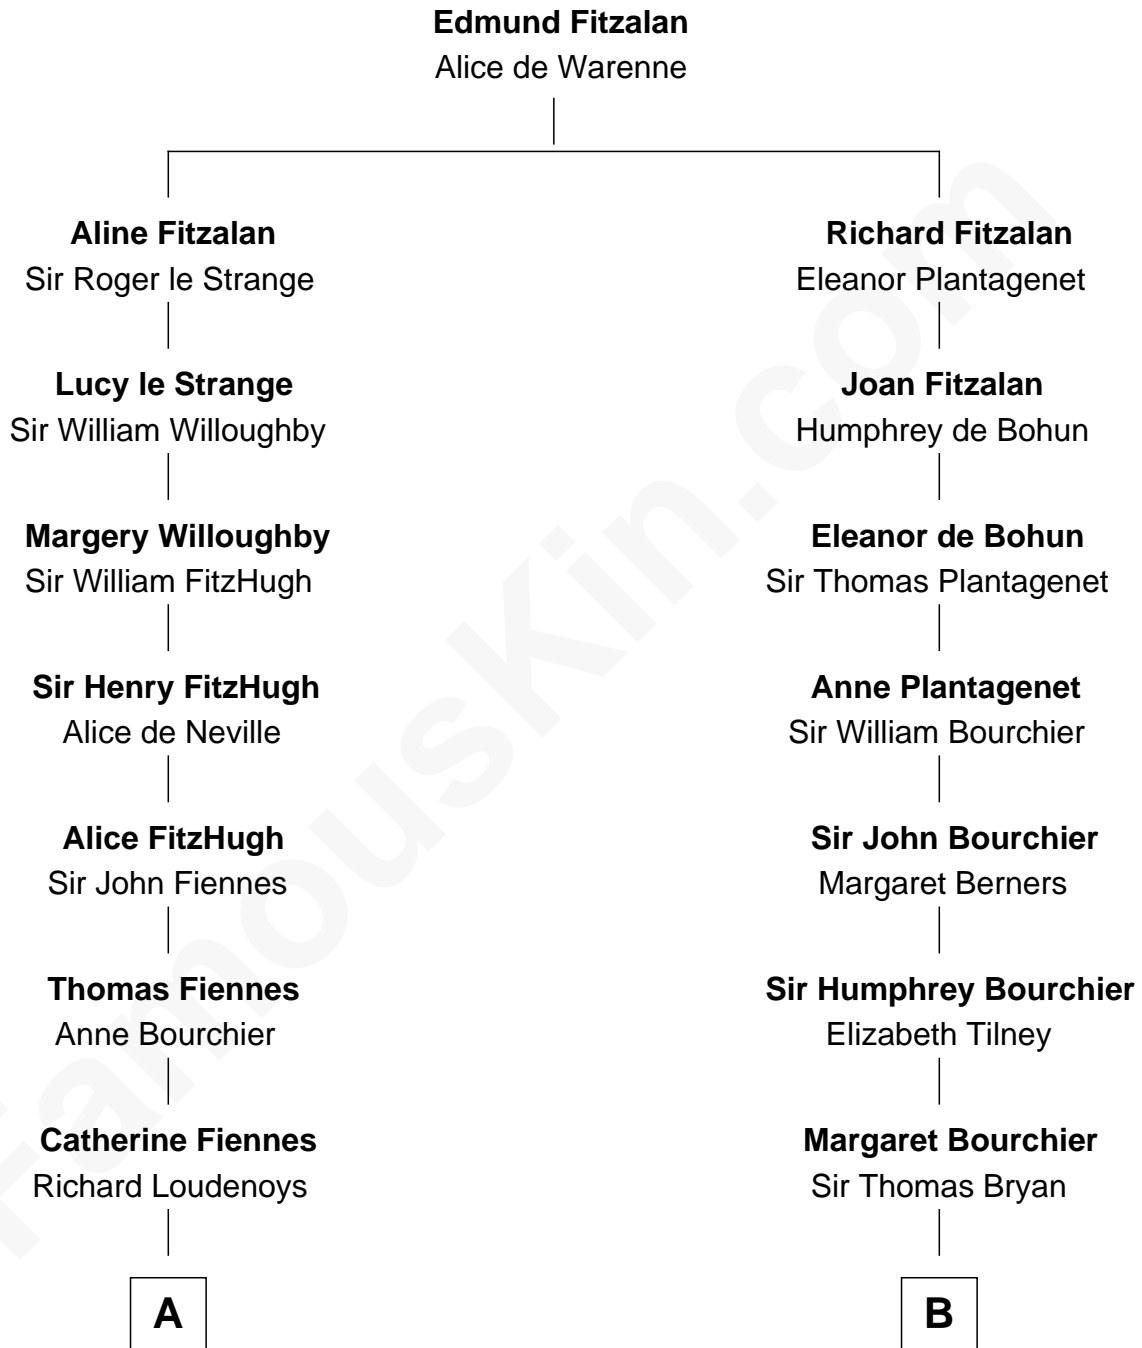 Edmund Fitzalan
Alice de Warenne
Aline Fitzalan
Sir Roger le Strange
Richard Fitzalan
Eleanor Plantagenet
Lucy le Strange
Sir William Willoughby
Joan Fitzalan
Humphrey de Bohun
Margery Willoughby
Sir William FitzHugh
Eleanor de Bohun
Sir Thomas Plantagenet
Sir Henry FitzHugh
Alice de Neville
Anne Plantagenet
Sir William Bourchier
Alice FitzHugh
Sir John Fiennes
Sir John Bourchier
Margaret Berners
Thomas Fiennes
Anne Bourchier
Sir Humphrey Bourchier
Elizabeth Tilney
Catherine Fiennes
Richard Loudenoys
Margaret Bourchier
Sir Thomas Bryan
A
B
FamousKin.com